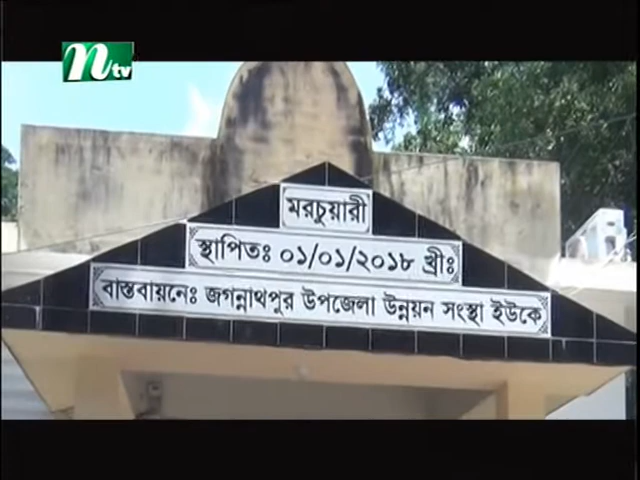 ntv
মরচুয়ারী
স্থাপিতঃ ০১/০১/২০১৮ খ্রীঃ
বাস্তবায়নেঃ জগন্নাথপুর উপজেলা উন্নয়ন সংস্থা ইউকে